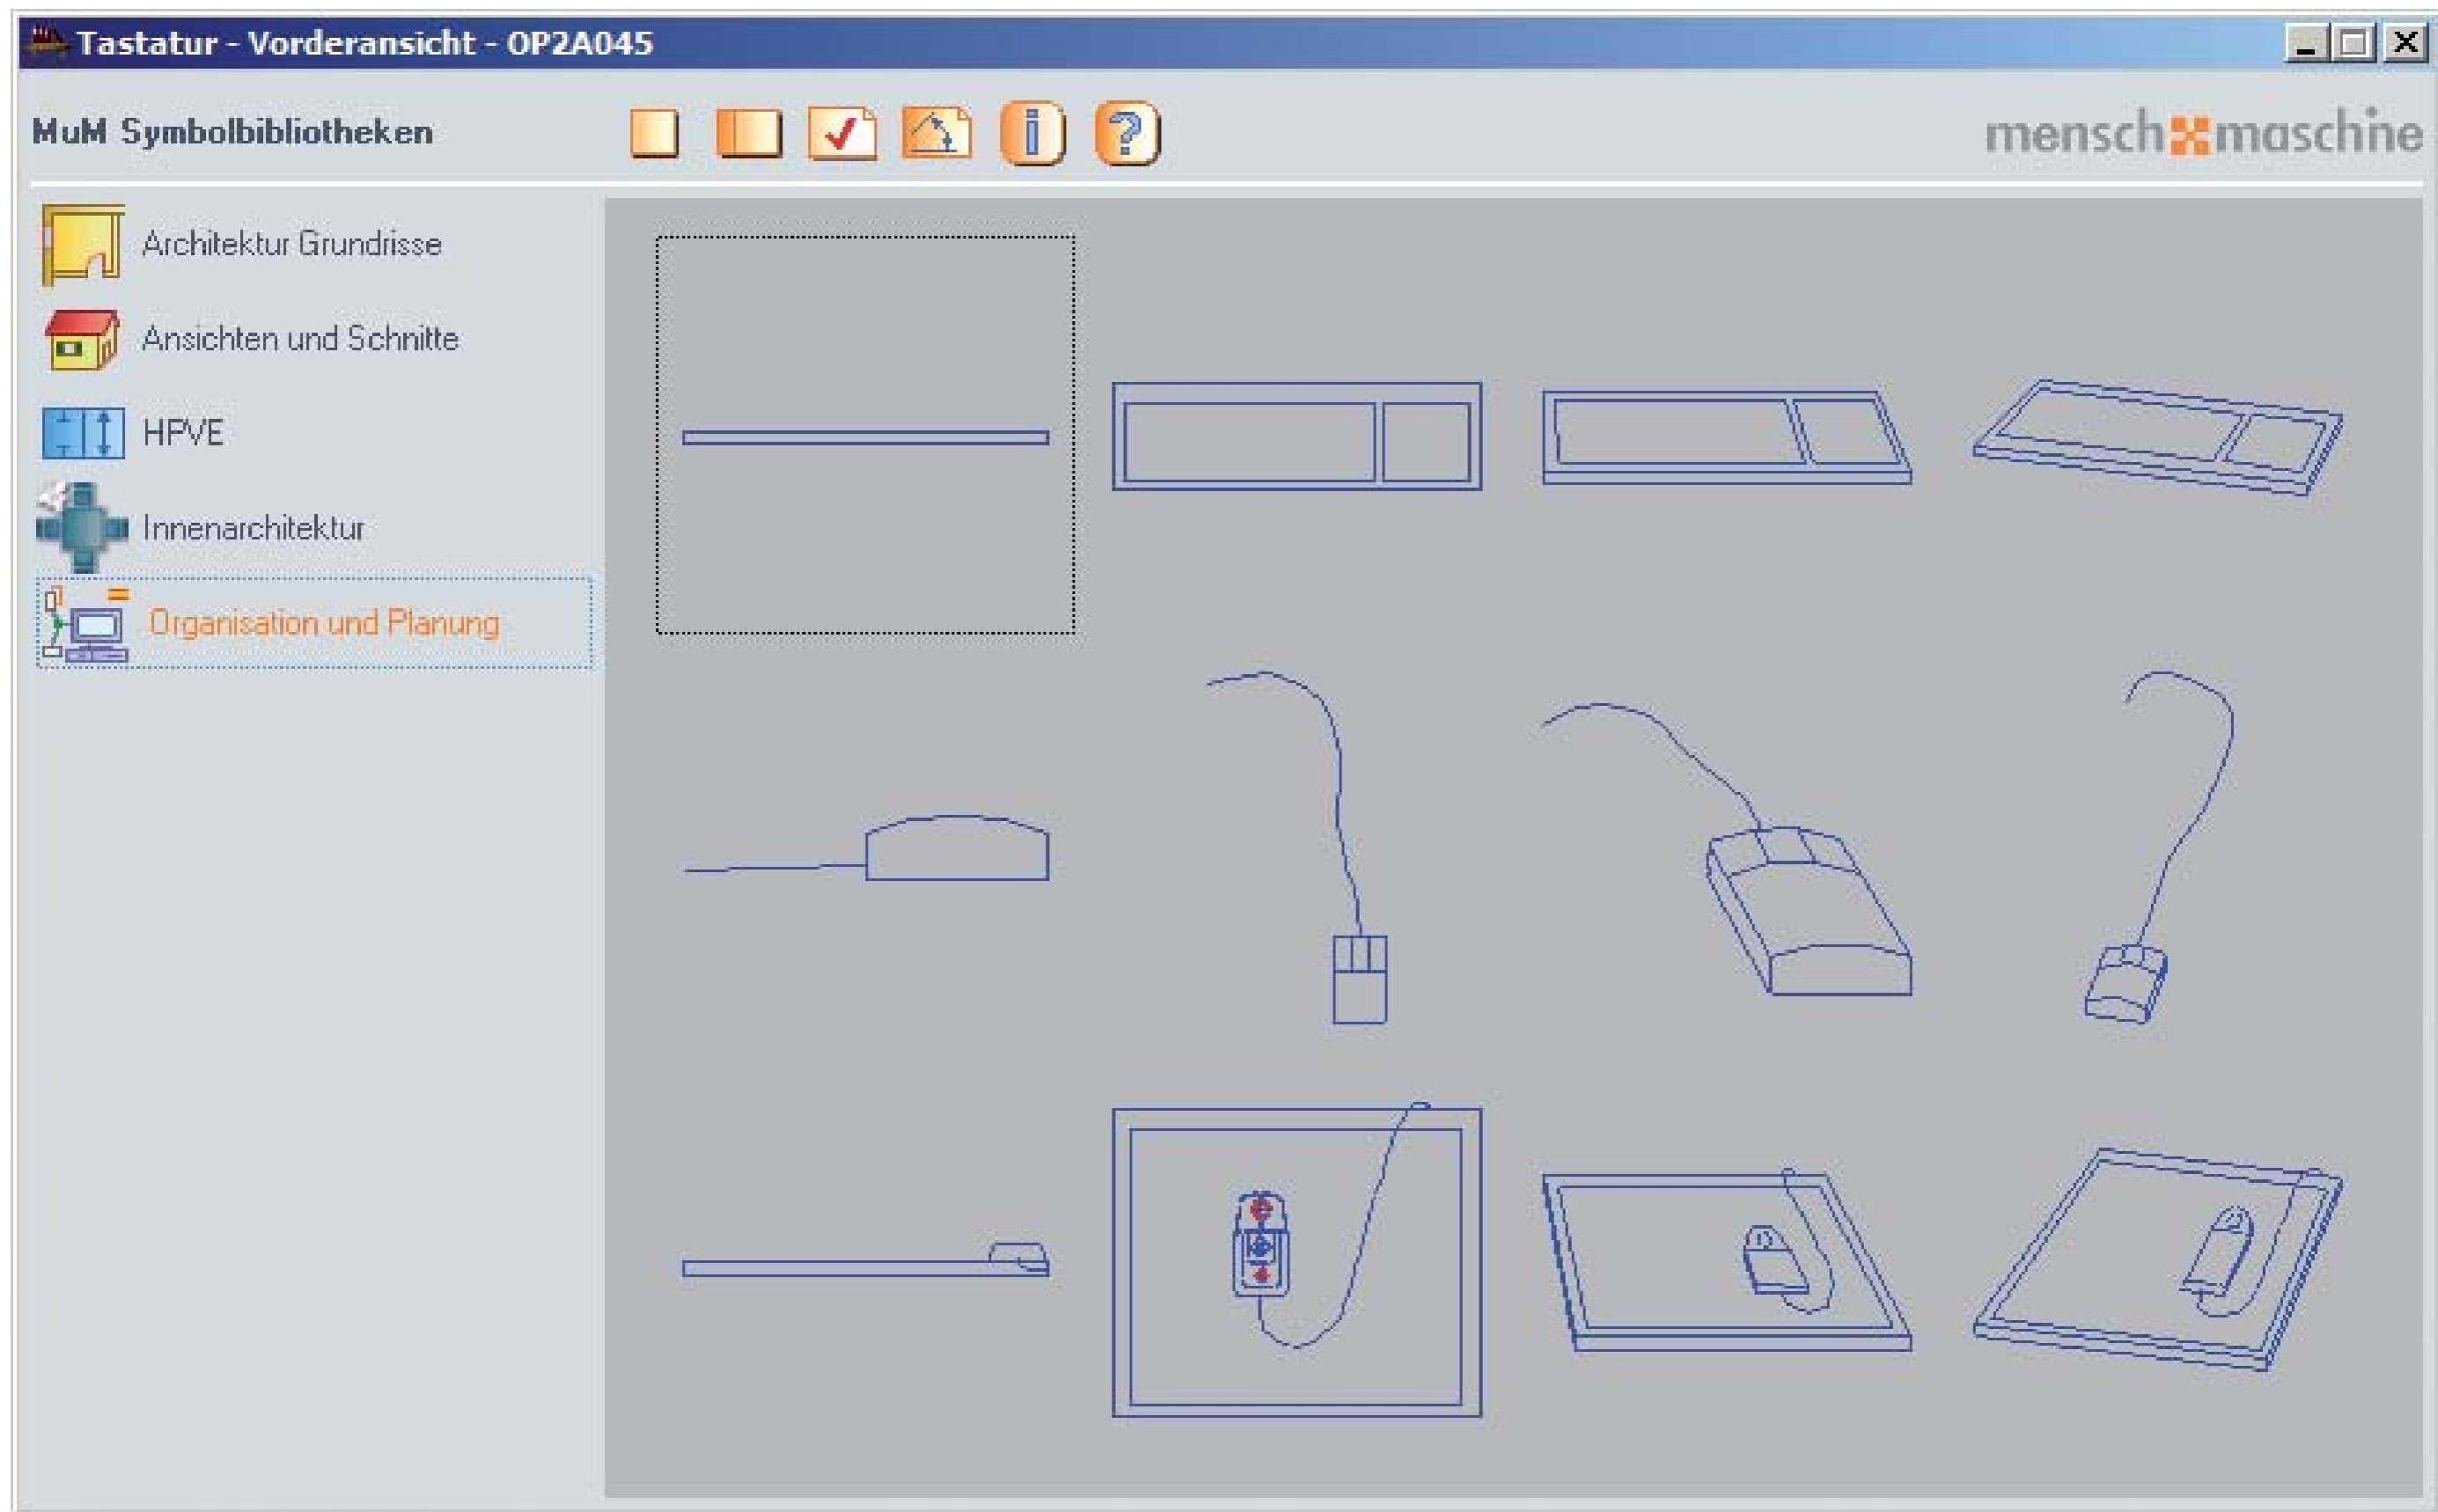 Tastatur - Vorderansicht - OP2A045
MuM Symbolbibliotheken
mensch maschine
Architektur Grundrisse
Ansichten und Schnitte
HPVE
Innenarchitektur
Organisation und Planung